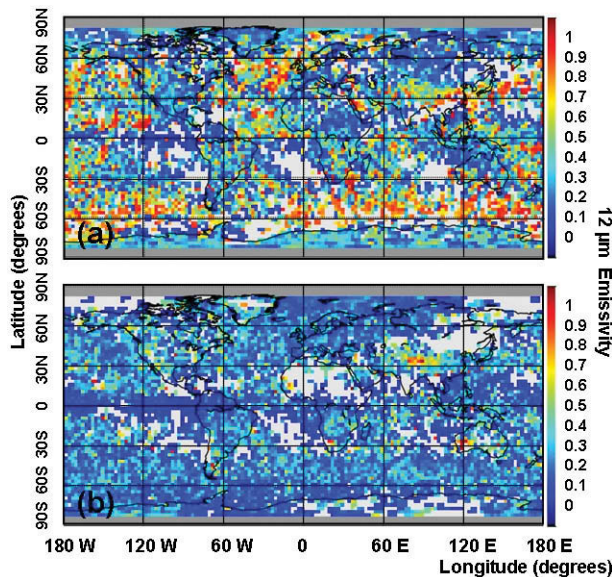 90N
60N
30N
0
30S
60S
90S
(a)
1
0.9
0.8
0.7
0.6
0.5
0.4
0.3
0.2
0.1
0
Latitude (degrees)
12 µm Emissivity
90N
60N
30N
0
30S
60S
90S
(b)
1
0.9
0.8
0.7
0.6
0.5
0.4
0.3
0.2
0.1
0
180 W 120 W 60 W 0 60 E 120 E 180 E
Longitude (degrees)